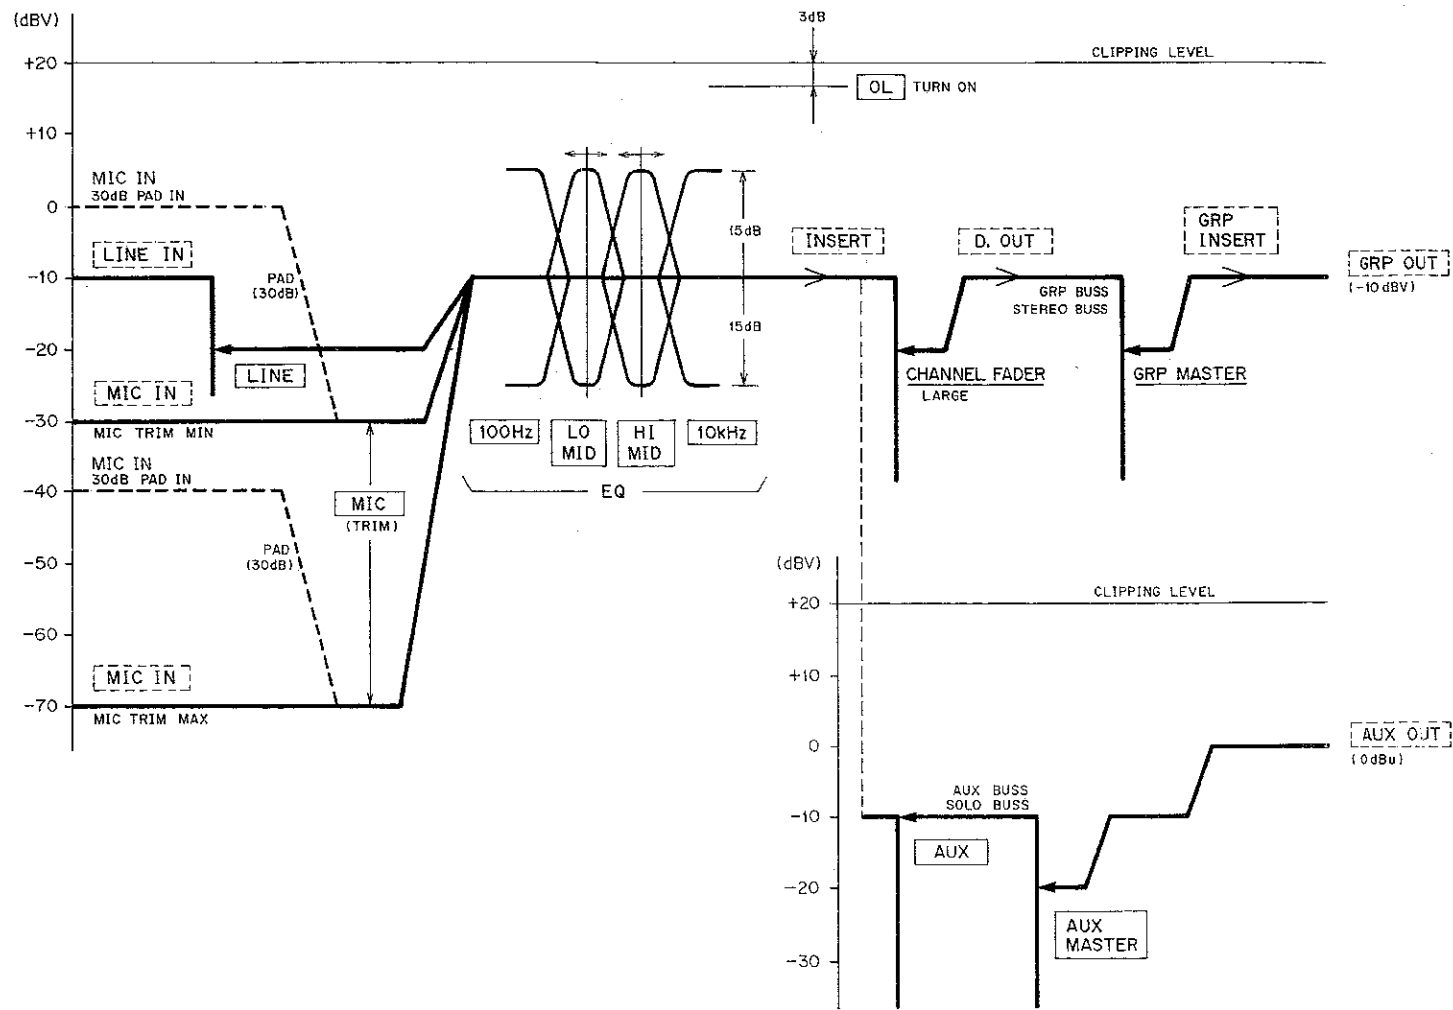 (dBV)
3dB
+20
CLIPPING LEVEL
OL TURN ON
+10
MIC IN
30dB PAD IN
0
LINE IN
PAD
(30dB)
-10
15dB
15dB
INSERT
D. OUT
GRP
INSERT
GRP BUSS
STEREO BUSS
GRP OUT
(-10dBV)
-20
LINE
CHANNEL FADER
LARGE
GRP MASTER
MIC IN
-30
MIC TRIM MIN
100Hz
LO
MID
HI
MID
10kHz
EQ
MIC IN
30dB PAD IN
-40
MIC
(TRIM)
PAD
(30dB)
-50
-60
MIC IN
-70
MIC TRIM MAX
(dBV)
+20
CLIPPING LEVEL
+10
0
AUX OUT
(0dBu)
AUX BUSS
SOLO BUSS
-10
AUX
-20
AUX
MASTER
-30